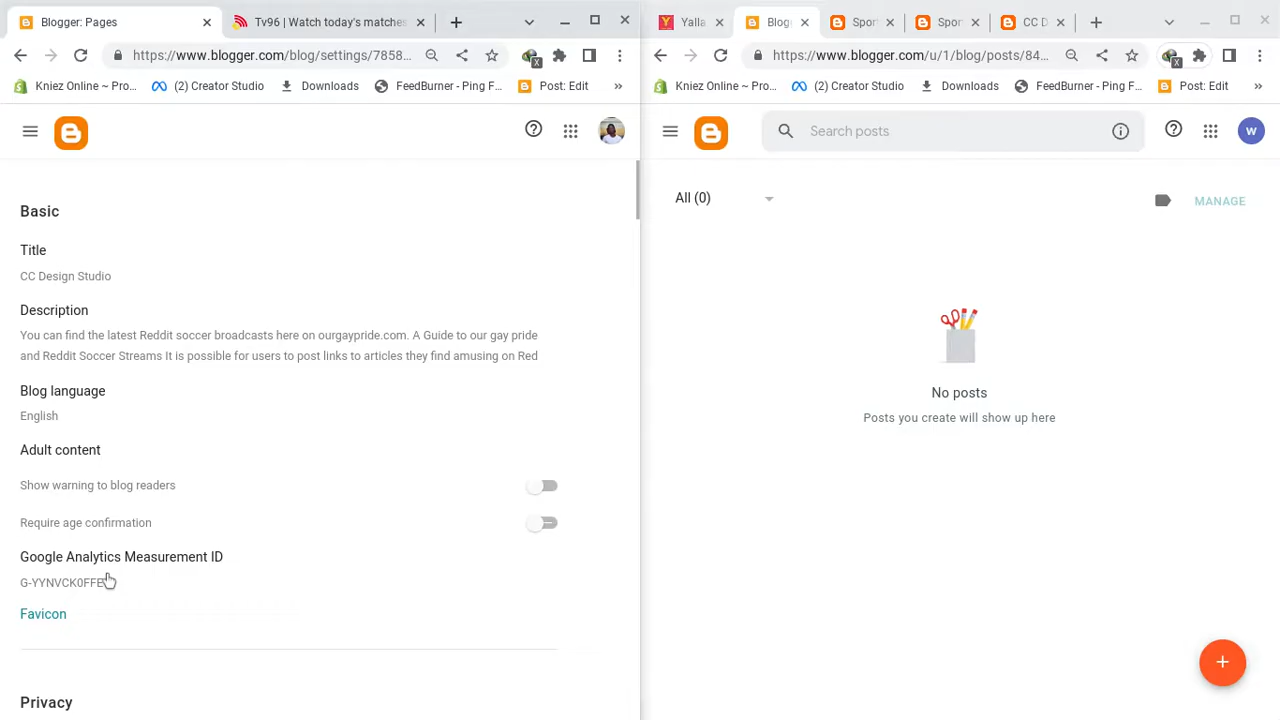 Blogger: Pages
Tv96 | Watch today's matches
https://www.blogger.com/blog/settings/7858...
Kniez Online ~ Pro...
(2) Creator Studio
Downloads
FeedBurner - Ping F...
Post: Edit
»
Basic
Title
CC Design Studio
Description
You can find the latest Reddit soccer broadcasts here on ourgaypride.com. A Guide to our gay pride
and Reddit Soccer Streams It is possible for users to post links to articles they find amusing on Red
Blog language
English
Adult content
Show warning to blog readers
Require age confirmation
Google Analytics Measurement ID
G-YYNVCK0FFE
Favicon
Privacy
Yalla
Blog
Spor
Spor
CC D
https://www.blogger.com/u/1/blog/posts/84...
Kniez Online ~ Pro...
(2) Creator Studio
Downloads
FeedBurner - Ping F...
Post: Edit
»
Search posts
W
All (0)
MANAGE
No posts
Posts you create will show up here